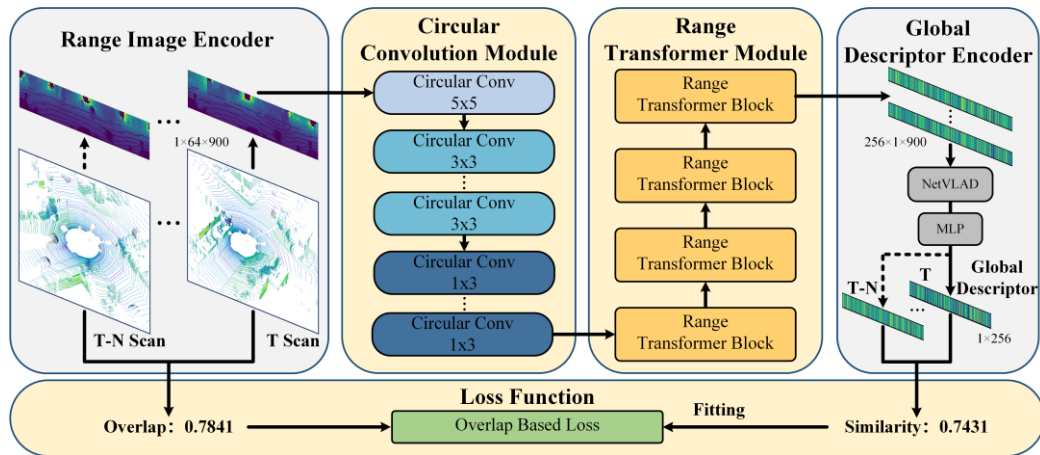 Range Image Encoder
1×64×900
T-N Scan
T Scan
Circular
Convolution Module
Circular Conv
5x5
Circular Conv
3x3
Circular Conv
3x3
Circular Conv
1x3
Circular Conv
1x3
Range
Transformer Module
Range
Transformer Block
Range
Transformer Block
Range
Transformer Block
Range
Transformer Block
Global
Descriptor Encoder
256×1×900
NetVLAD
MLP
T-N
T
Global
Descriptor
1×256
Loss Function
Overlap: 0.7841
Overlap Based Loss
Fitting
Similarity: 0.7431